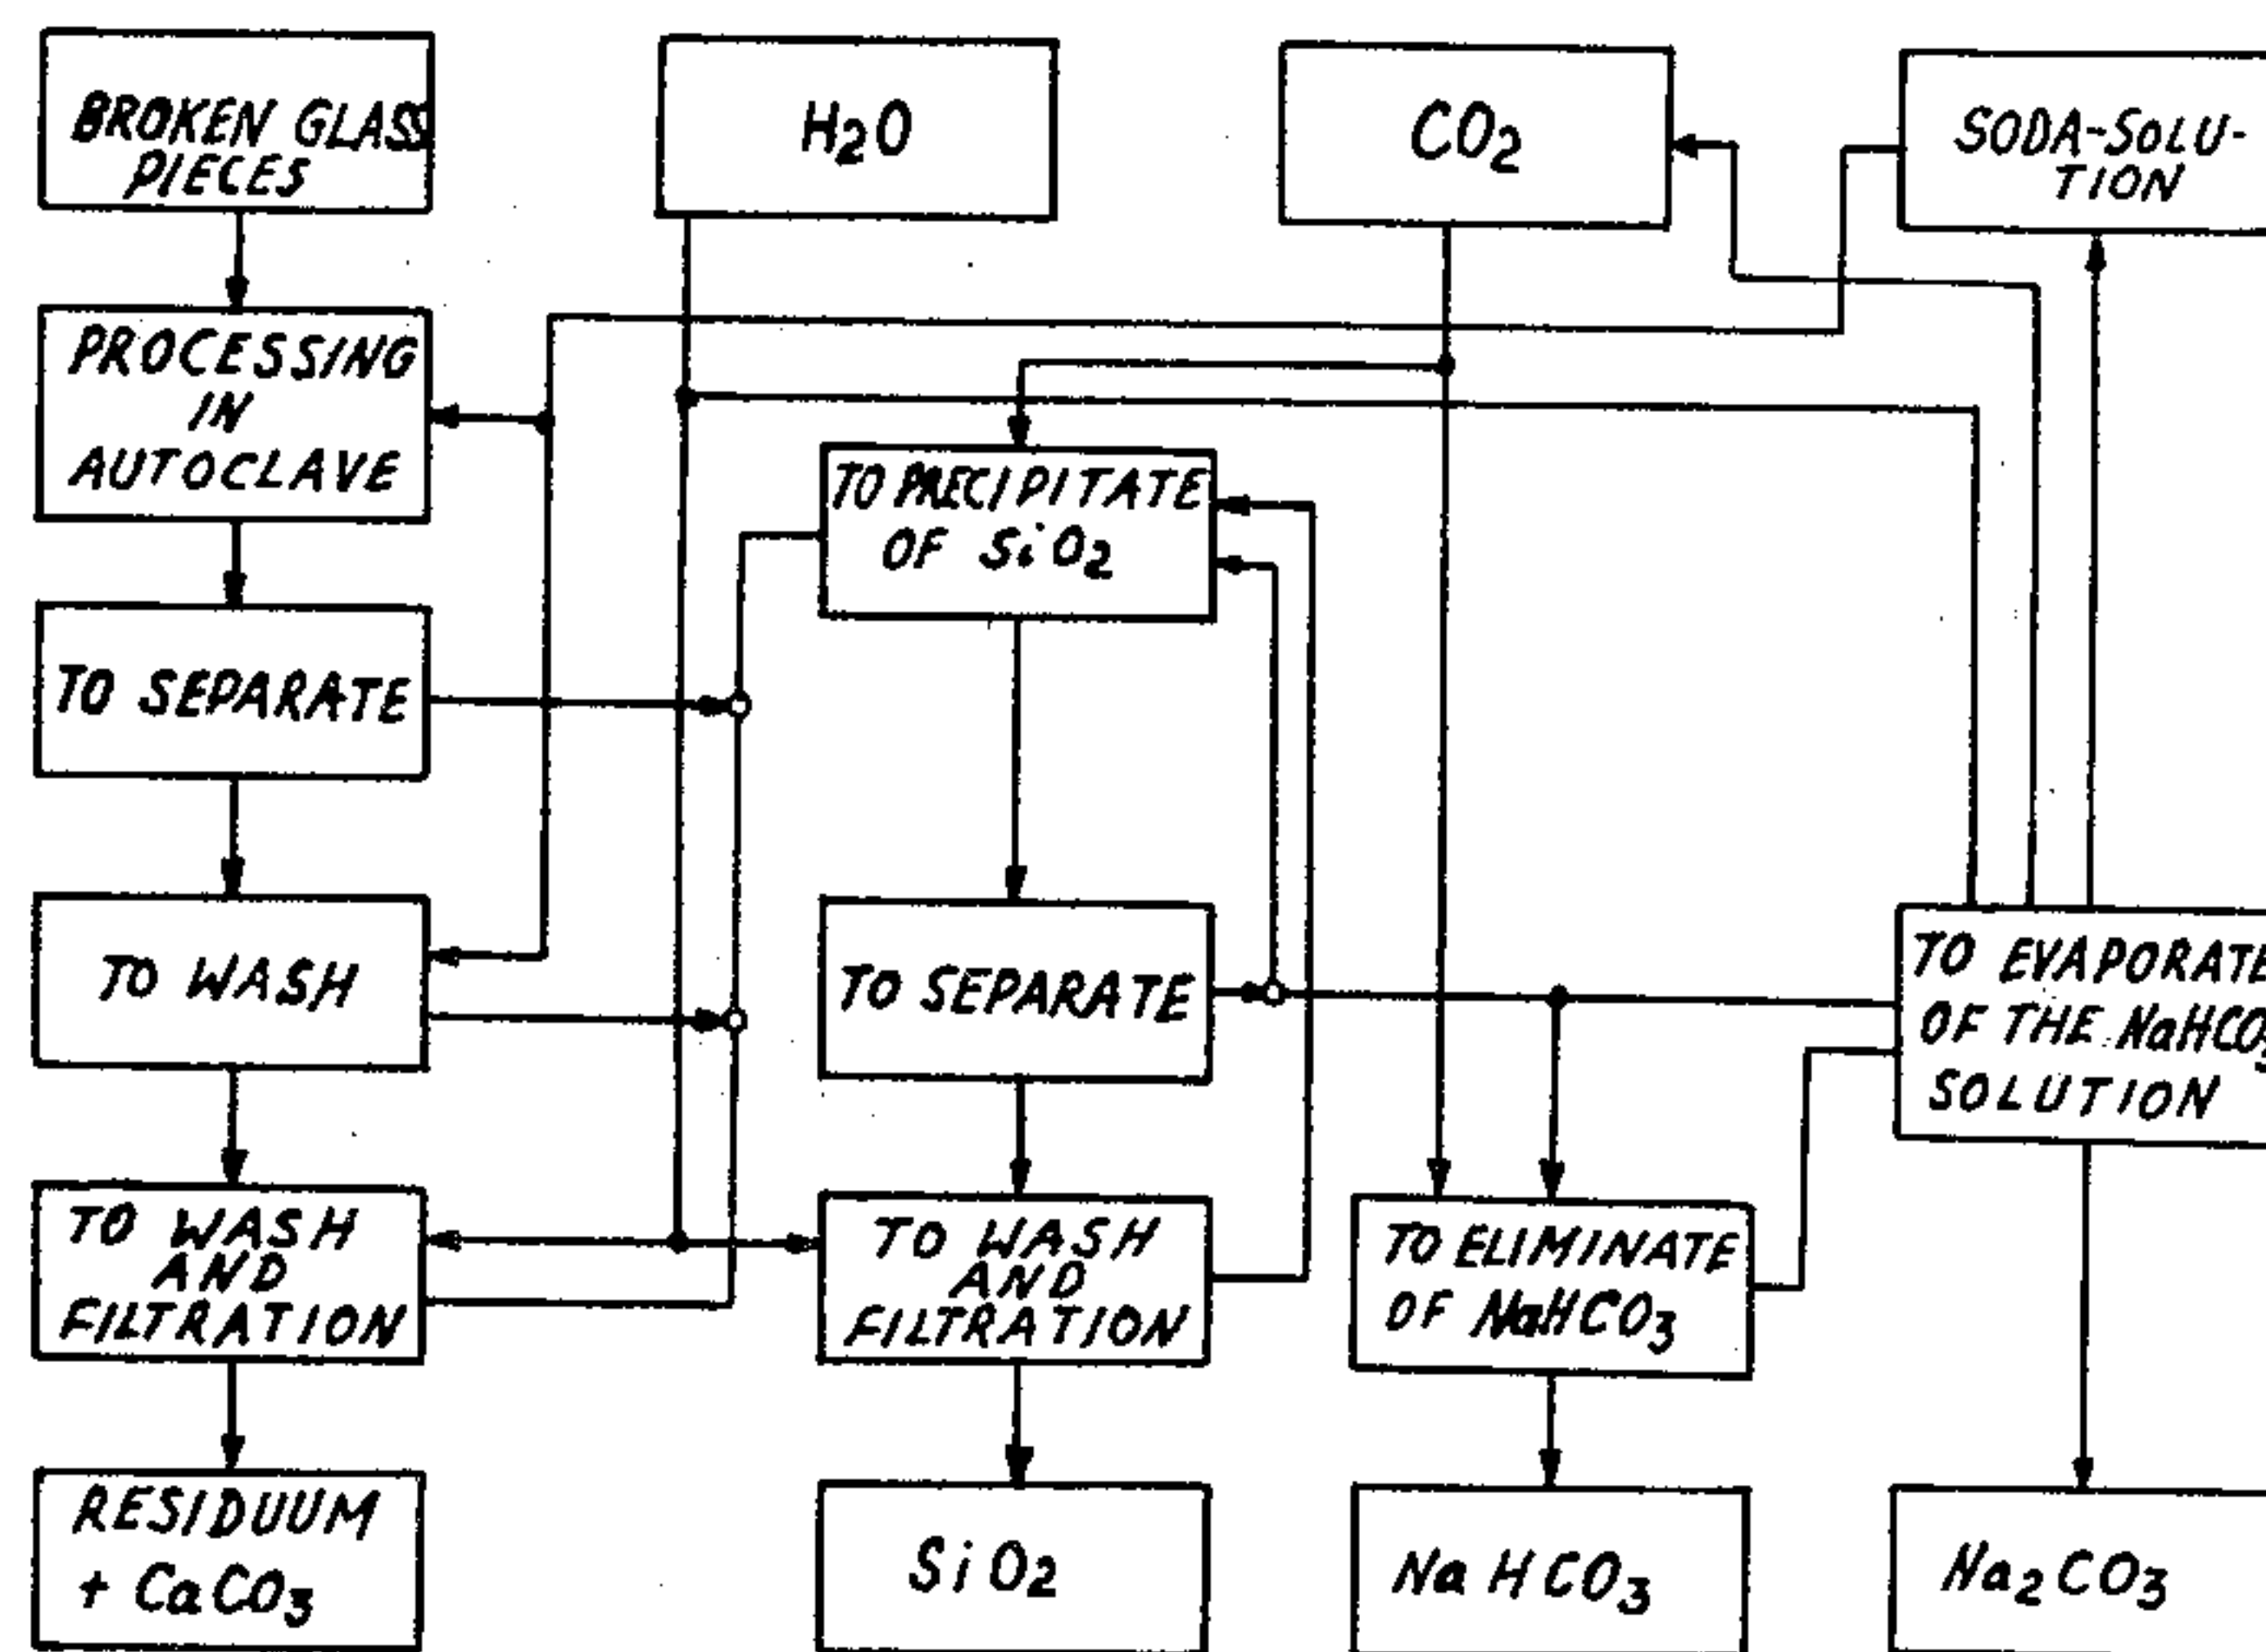 BROKEN GLASS
PIECES
H2O
CO2
SODA-SOLU-
TION
PROCESSING
IN
AUTOCLAVE
TO PRECIPITATE
OF SiO2
TO SEPARATE
TO WASH
TO SEPARATE
TO EVAPORATE
OF THE NaHCO3
SOLUTION
TO WASH
AND
FILTRATION
TO WASH
AND
FILTRATION
TO ELIMINATE
OF NaHCO3
RESIDUUM
+ CaCO3
SiO2
NaHCO3
Na2CO3